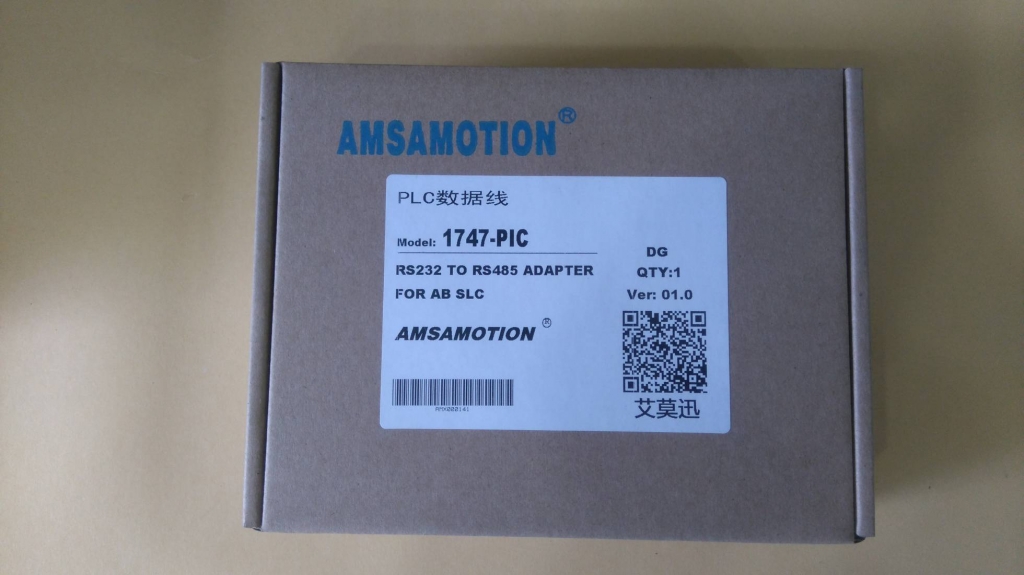 AMSAMOTION®
PLC数据线
Model: 1747-PIC
RS232 TO RS485 ADAPTER
FOR AB SLC
AMSAMOTION®
DG
QTY:1
Ver: 01.0
艾莫迅
AMX000141